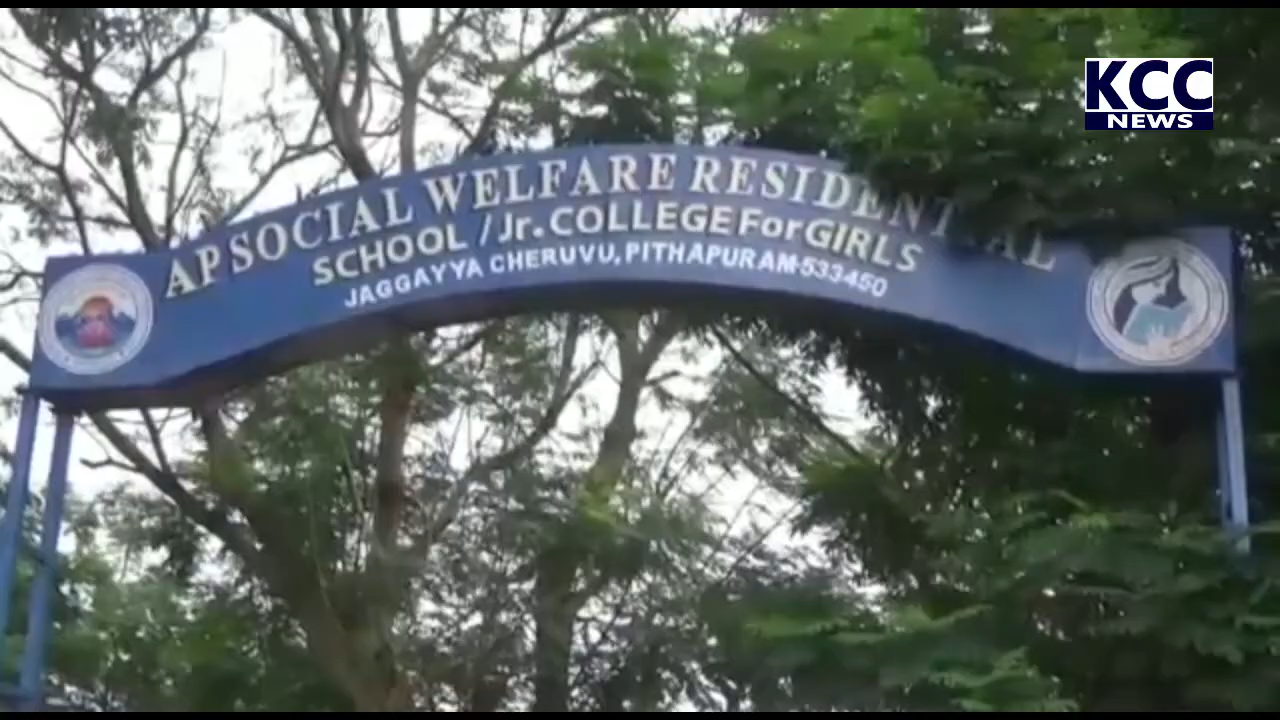 KCC
NEWS
AP SOCIAL WELFARE RESIDENTIAL
SCHOOL / Jr. COLLEGE For GIRLS
JAGGAYYA CHERUVU, PITHAPURAM-533450